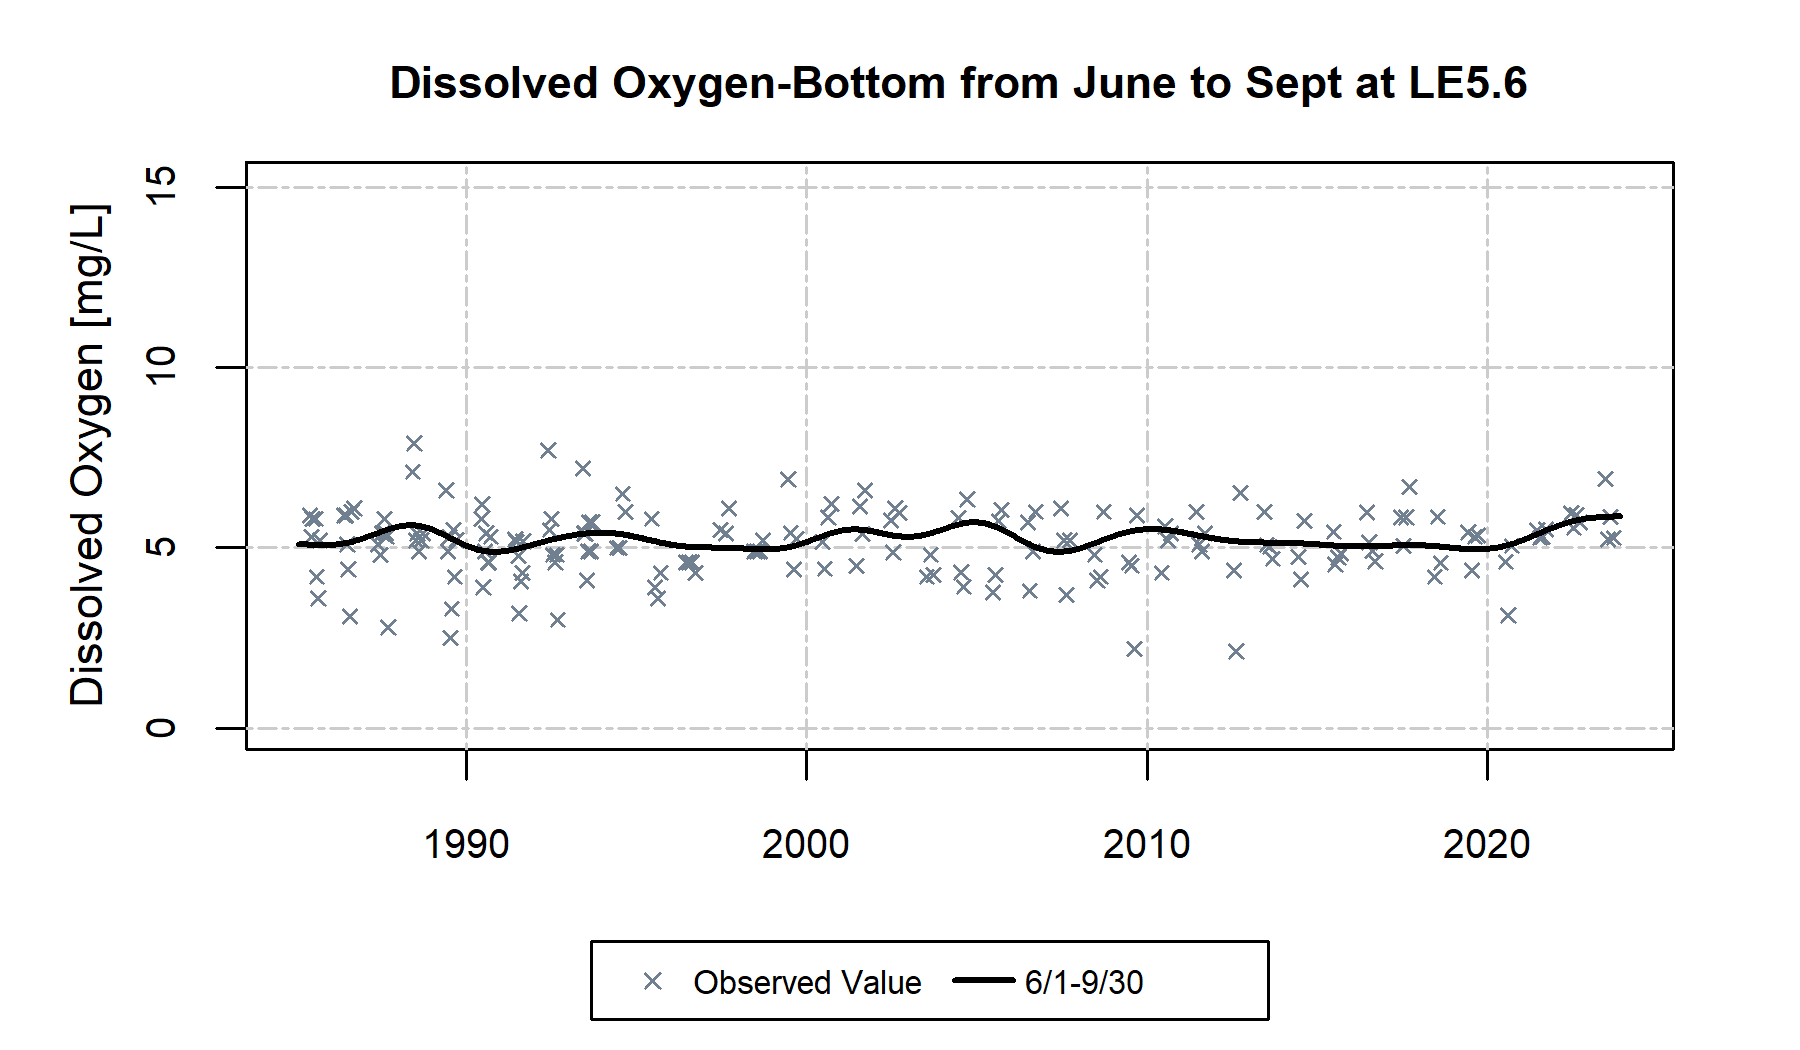 Dissolved Oxygen-Bottom from June to Sept at LE5.6
Dissolved Oxygen [mg/L]
15
10
5
0
1990 2000 2010 2020
Observed Value 6/1-9/30